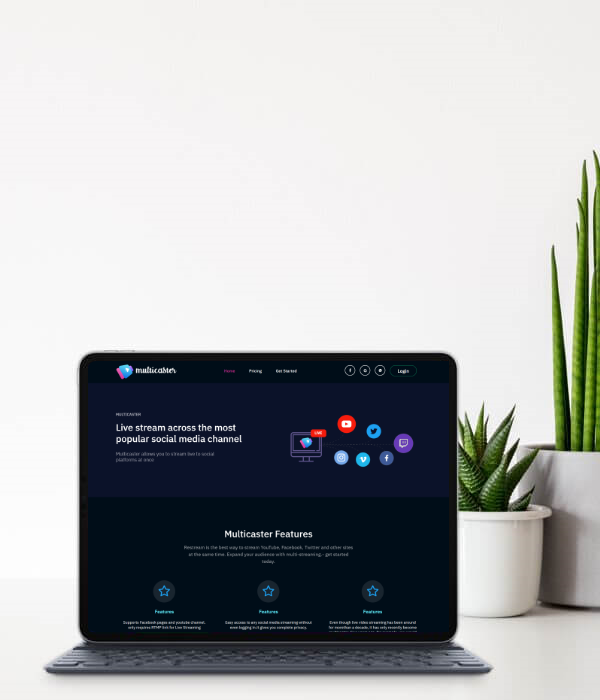 multicaster
Home Pricing Get Started
Login
MULTICASTER
Live stream across the most
popular social media channel
Multicaster allows you to stream live to social
platforms at once
LIVE
Multicaster Features
Restream is the best way to stream YouTube, Facebook, Twitter and other sites
at the same time. Expand your audience with multi streaming - get started
today.
Features
Supports Facebook pages and youtube channel,
only requires RTMP link for Live Streaming
Features
Easy access to any social media streaming without
even logging in it gives you complete privacy.
Features
Even though live video streaming has been around
for more than a decade, it has only recently become